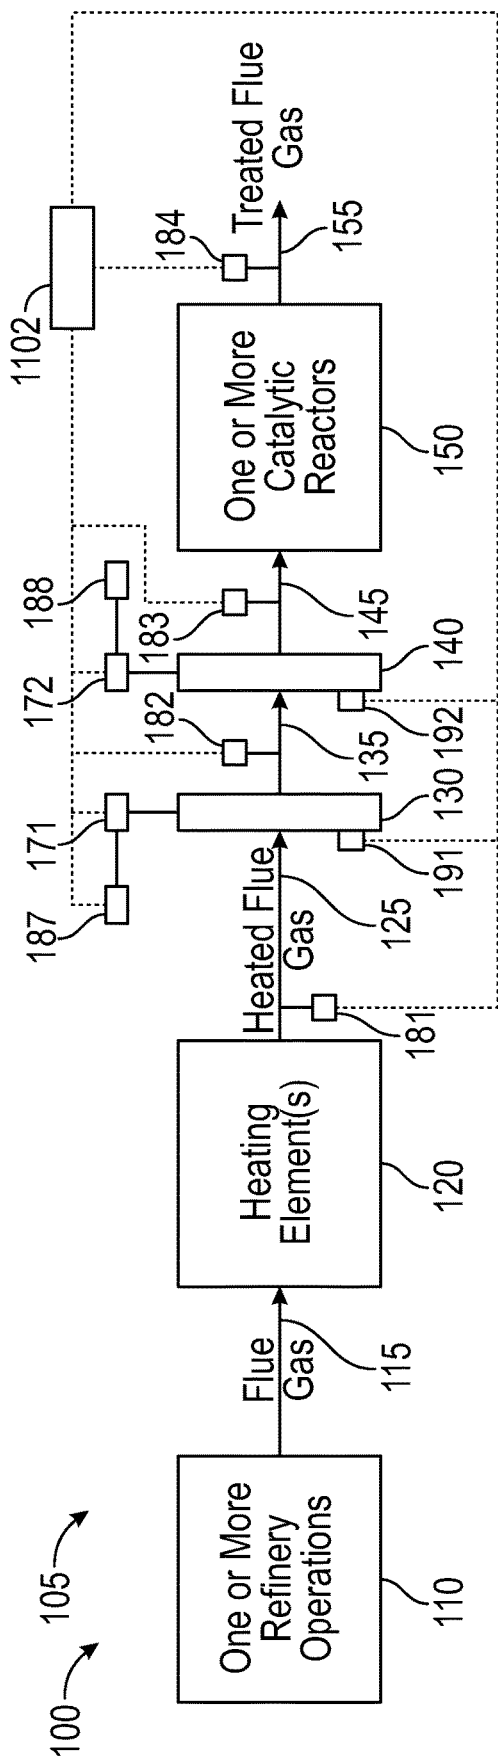 100
105
One or More
Refinery
Operations
110
Flue
Gas
115
Heating
Element(s)
120
Heated Flue
Gas
125
181
187
171
191
130
182
135
172
188
192
140
183
145
One or More
Catalytic
Reactors
150
1102
184
155
Treated Flue
Gas